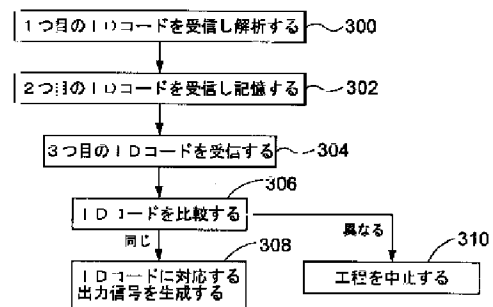 1つ目のIDコードを受信し解析する 300
2つ目のIDコードを受信し記憶する 302
3つ目のIDコードを受信する 304
306
IDコードを比較する
同じ
異なる
308
310
IDコードに対応する
出力信号を生成する
工程を中止する